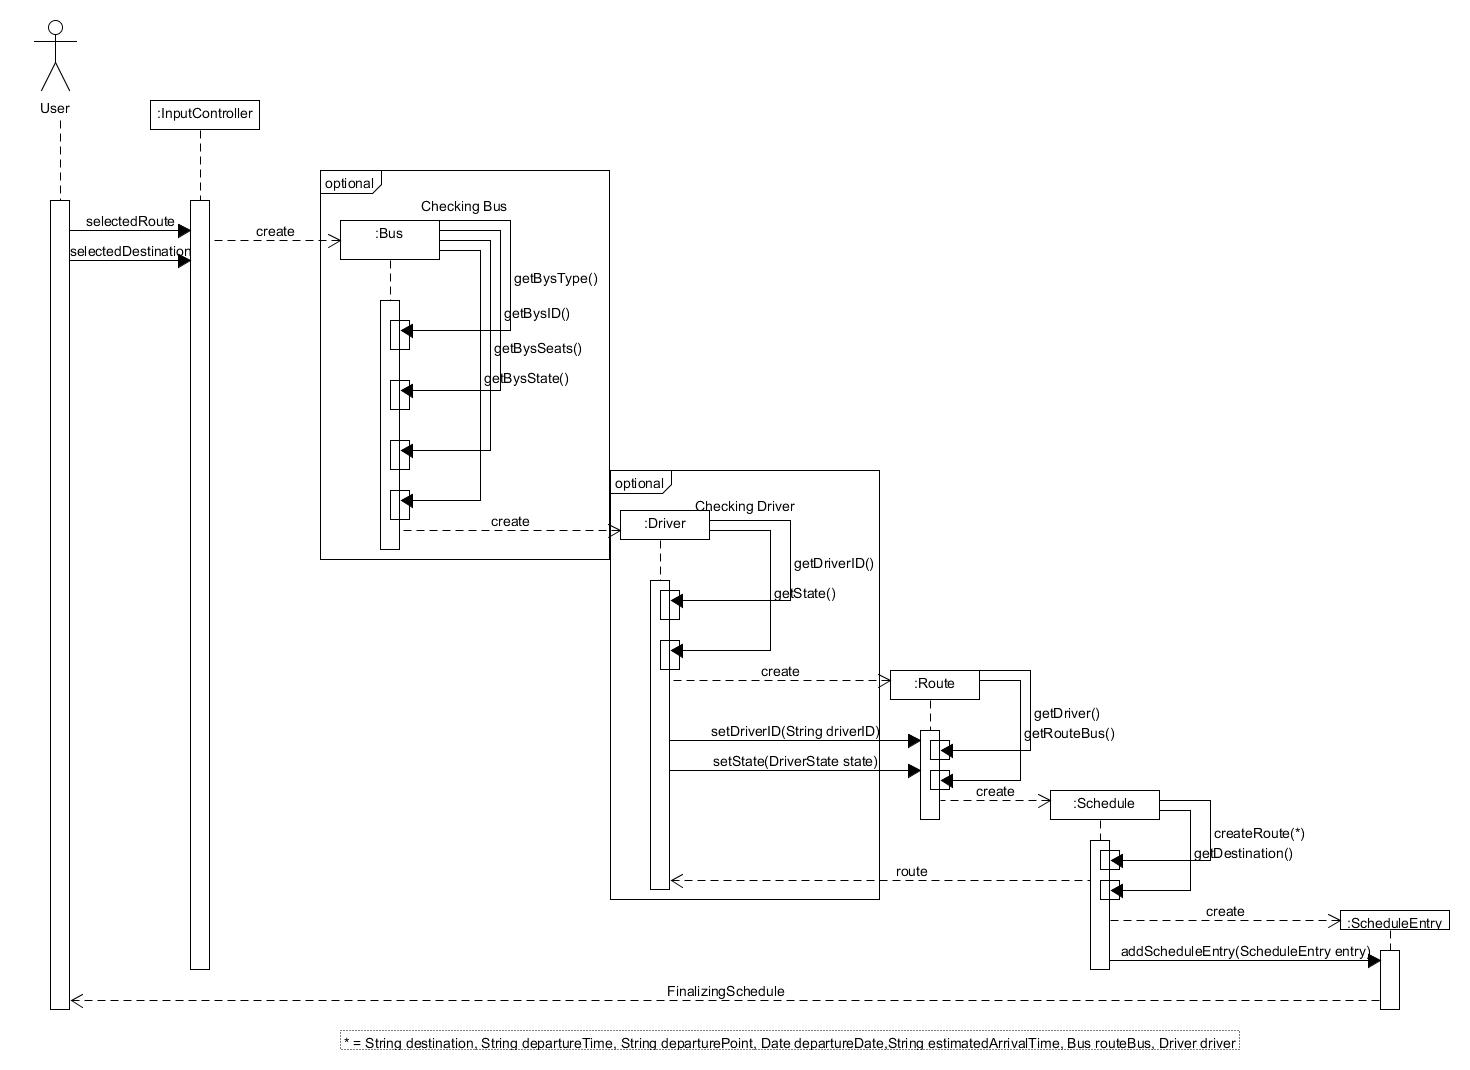 User
:InputController
optional
Checking Bus
selectedRoute
create
:Bus
selectedDestination
getBysType()
getBysID()
getBysSeats()
getBysState()
optional
Checking Driver
create
:Driver
getDriverID()
getState()
create
:Route
getDriver()
setDriverID(String driverID)
getRouteBus()
setState(DriverState state)
create
:Schedule
createRoute(*)
getDestination()
route
create
:ScheduleEntry
addScheduleEntry(ScheduleEntry entry)
FinalizingSchedule
* = String destination, String departureTime, String departurePoint, Date departureDate,String estimatedArrivalTime, Bus routeBus, Driver driver